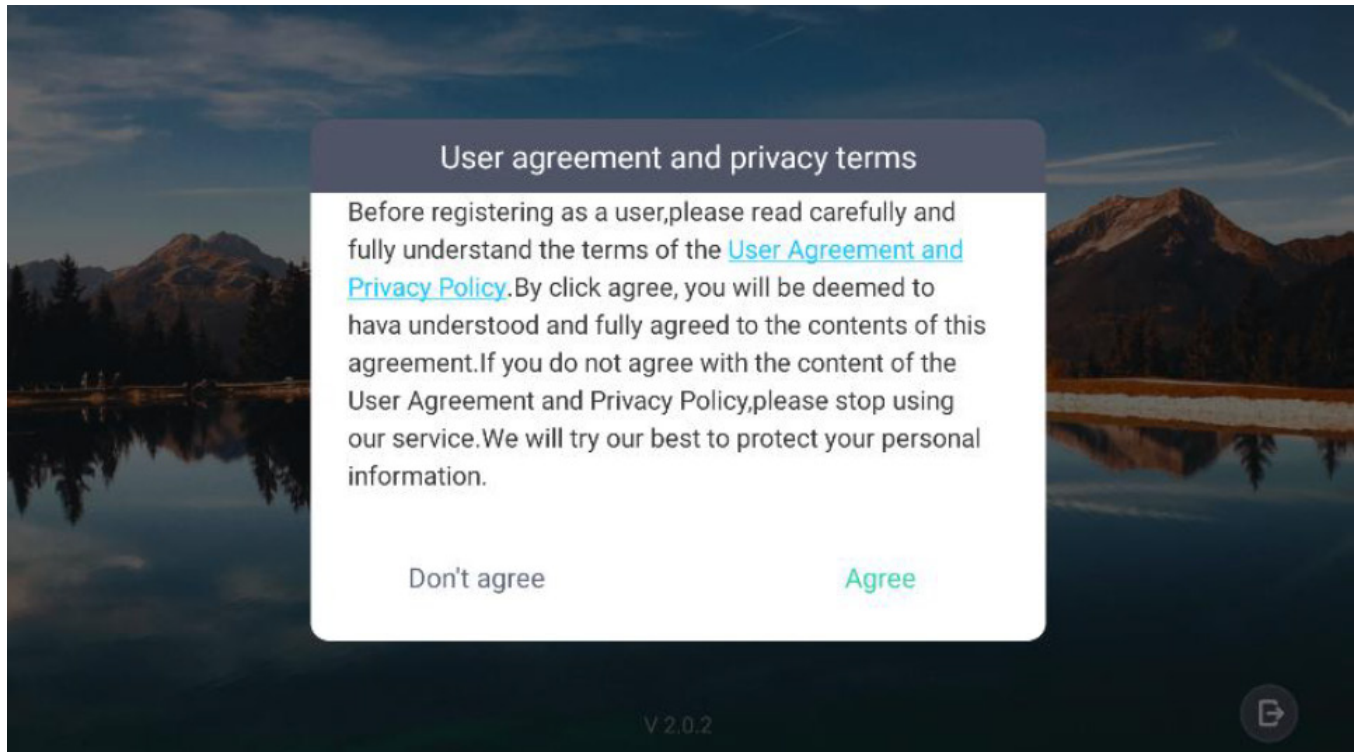 User agreement and privacy terms
Before registering as a user,please read carefully and
fully understand the terms of the User Agreement and
Privacy Policy.By click agree, you will be deemed to
hava understood and fully agreed to the contents of this
agreement.If you do not agree with the content of the
User Agreement and Privacy Policy,please stop using
our service.We will try our best to protect your personal
information.
Don't agree
Agree
V 2.0.2